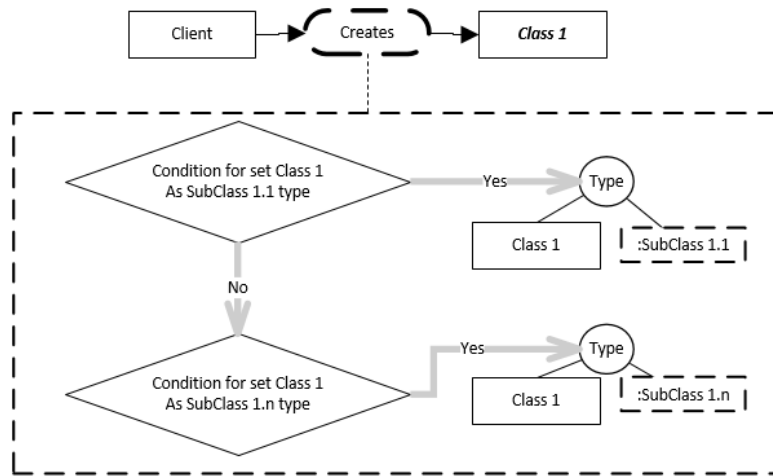 Client
Creates
Class 1
Condition for set Class 1
As SubClass 1.1 type
Yes
Type
Class 1
:SubClass 1.1
No
Condition for set Class 1
As SubClass 1.n type
Yes
Type
Class 1
:SubClass 1.n